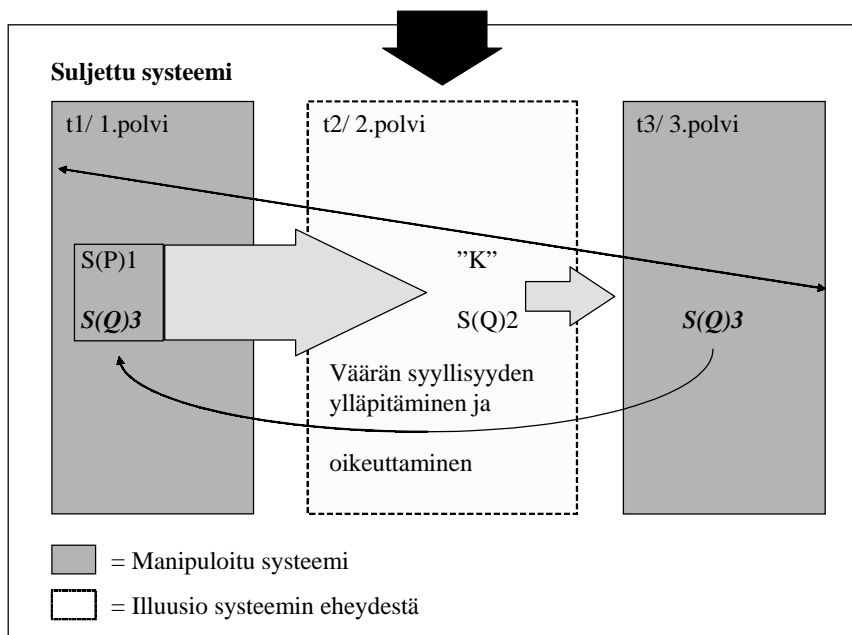 Suljettu systeemi
t1/ 1.polvi
t2/ 2.polvi
t3/ 3.polvi
S(P)1
"K"
S(Q)3
S(Q)2
S(Q)3
Väärän syyllisyyden
ylläpitäminen ja
oikeuttaminen
= Manipuloitu systeemi
= Illuusio systeemin eheydestä